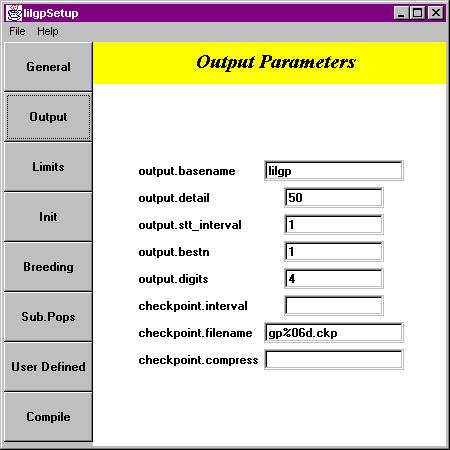 lilgpSetup
File Help
General
Output
Limits
Init
Breeding
Sub.Pops
User Defined
Compile
Output Parameters
output.basename lilgp
output.detail 50
output.stt_interval 1
output.bestn 1
output.digits 4
checkpoint.interval
checkpoint.filename gp%06d.ckp
checkpoint.compress